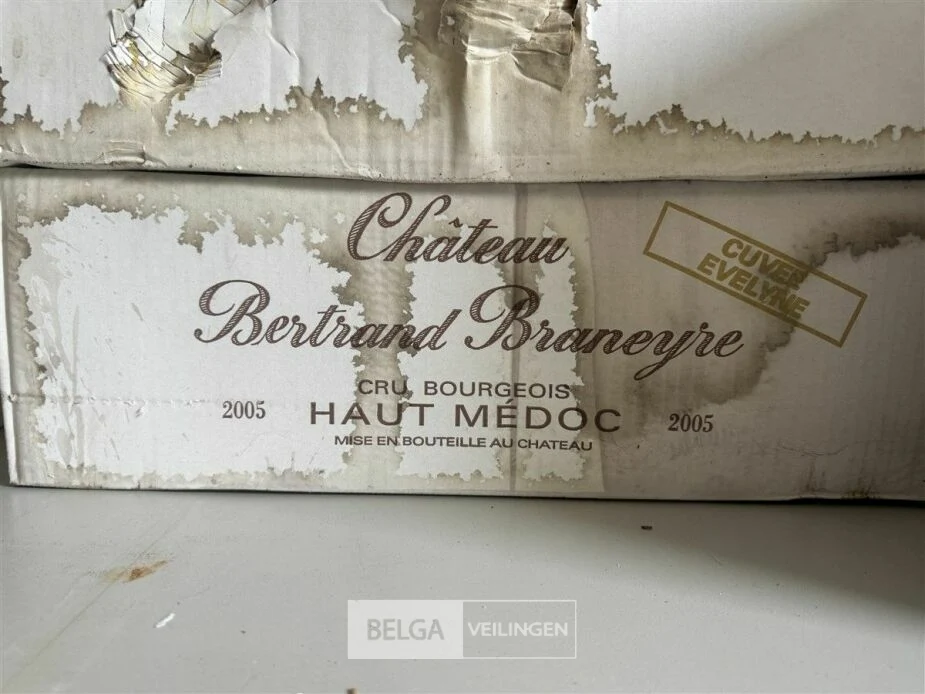 Château
Bertrand Braneyre
CUVEE
EVELYNE
CRU BOURGEOIS
2005 HAUT MÉDOC 2005
MISE EN BOUTEILLE AU CHATEAU
BELGA VEILINGEN